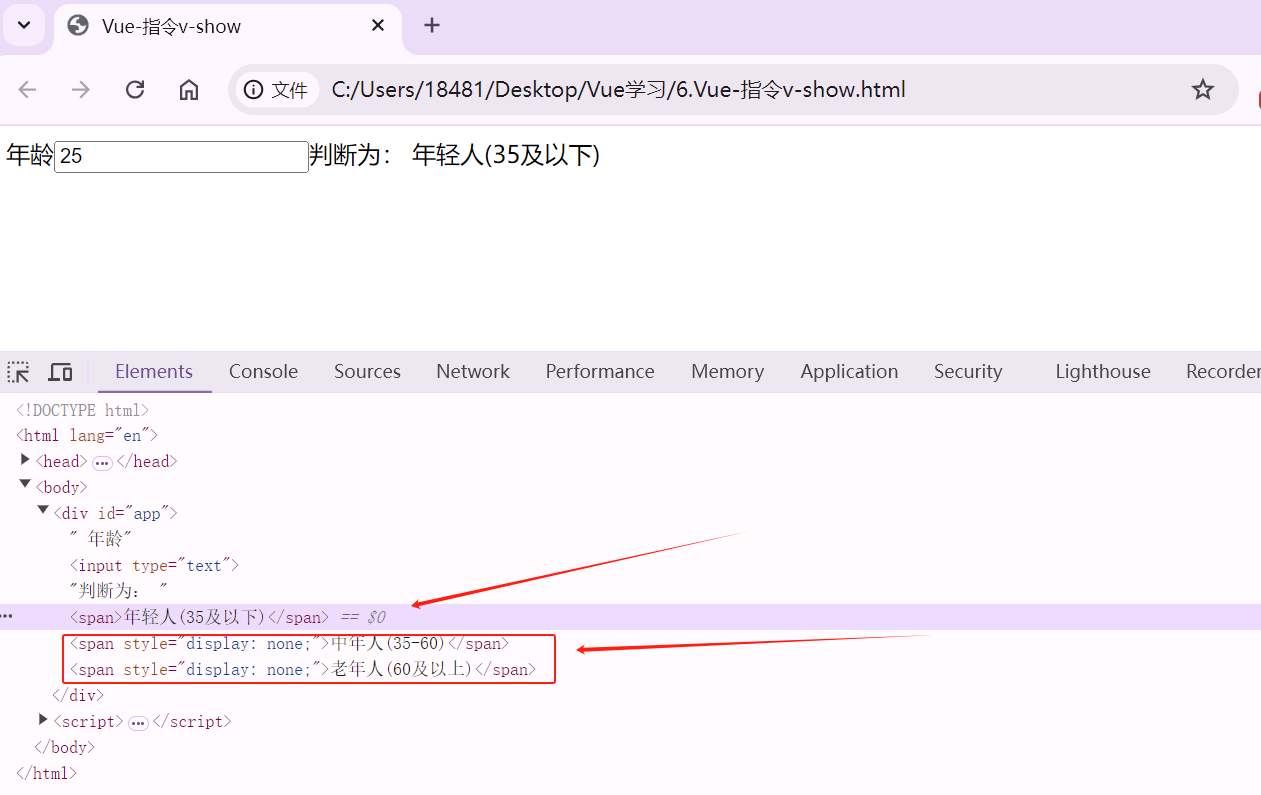 Vue-指令v-show
文件 C:/Users/18481/Desktop/Vue学习/6.Vue-指令v-show.html
年龄25判断为： 年轻人(35及以下)
Elements Console Sources Network Performance Memory Application Security Lighthouse Recorder
<!DOCTYPE html>
<html lang="en">
<head> … </head>
<body>
<div id="app">
" 年龄"
<input type="text">
"判断为： "
<span>年轻人(35及以下)</span> == $0
<span style="display: none;">中年人(35-60)</span>
<span style="display: none;">老年人(60及以上)</span>
</div>
<script> … </script>
</body>
</html>